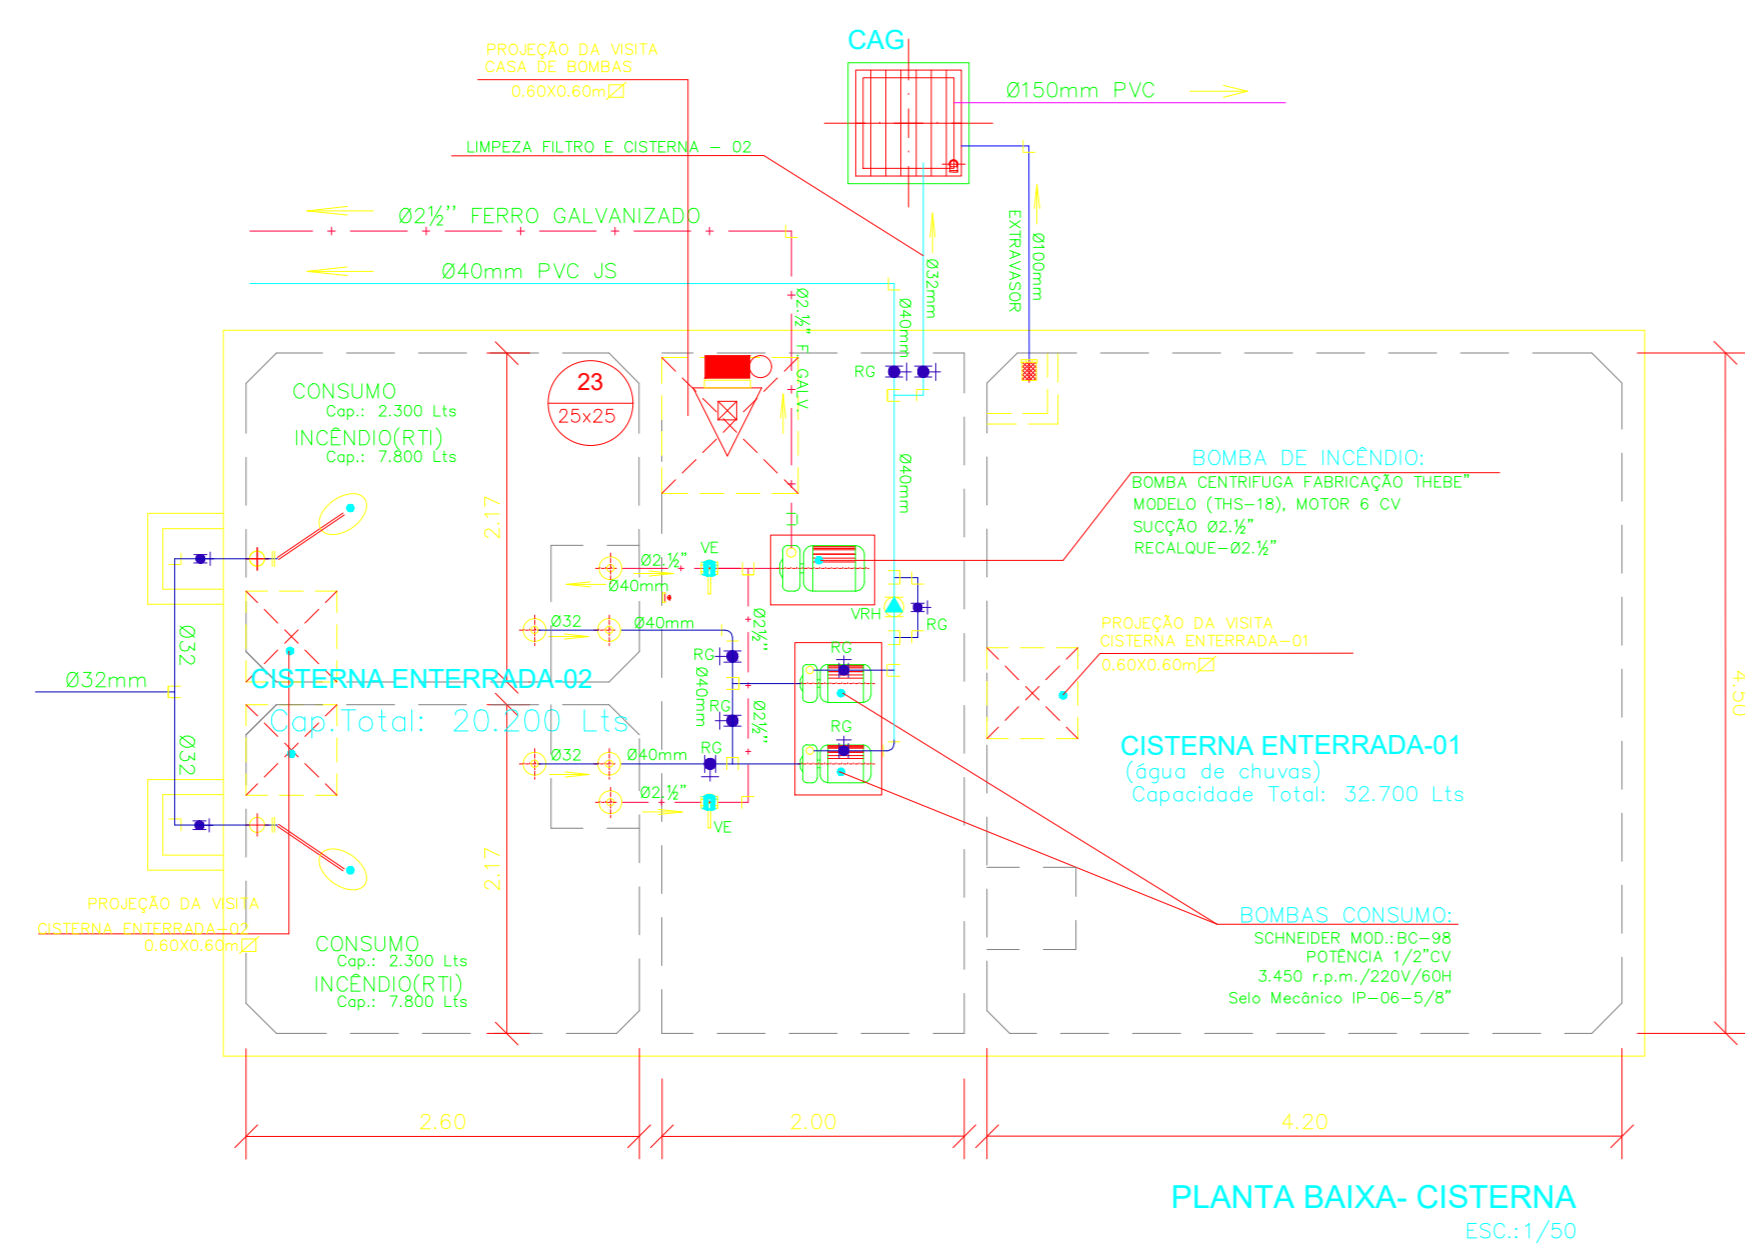 CAG
PROJEÇÃO DA VISITA
CASA DE BOMBAS
0.60X0.60m
Ø150mm PVC
LIMPEZA FILTRO E CISTERNA - 02
Ø2½'' FERRO GALVANIZADO
Ø40mm PVC JS
EXTRAVASOR
Ø100mm
Ø32mm
Ø40mm
Ø2.½" F. GALV.
RG
23
25x25
CONSUMO
Cap.: 2.300 Lts
INCÊNDIO(RTI)
Cap.: 7.800 Lts
2.17
Ø40mm
BOMBA DE INCÊNDIO:
BOMBA CENTRIFUGA FABRICAÇÃO THEBE"
MODELO (THS-18), MOTOR 6 CV
SUCÇÃO Ø2.½"
RECALQUE-Ø2.½"
VE
Ø2.½"
Ø40mm
VRH
RG
Ø32
Ø40mm
Ø2½"
RG
RG
PROJEÇÃO DA VISITA
CISTERNA ENTERRADA-01
0.60X0.60m
4.50
Ø32
Ø32mm
CISTERNA ENTERRADA-02
Cap.Total: 20.200 Lts
Ø40mm
RG
Ø2½"
RG
RG
Ø32
Ø32
Ø40mm
CISTERNA ENTERRADA-01
(água de chuvas)
Capacidade Total: 32.700 Lts
Ø2.½"
VE
2.17
PROJEÇÃO DA VISITA
CISTERNA ENTERRADA-02
0.60X0.60m
CONSUMO
Cap.: 2.300 Lts
INCÊNDIO(RTI)
Cap.: 7.800 Lts
BOMBAS CONSUMO:
SCHNEIDER MOD.:BC-98
POTÊNCIA 1/2"CV
3.450 r.p.m./220V/60H
Selo Mecânico IP-06-5/8"
2.60
2.00
4.20
PLANTA BAIXA- CISTERNA
ESC.:1/50